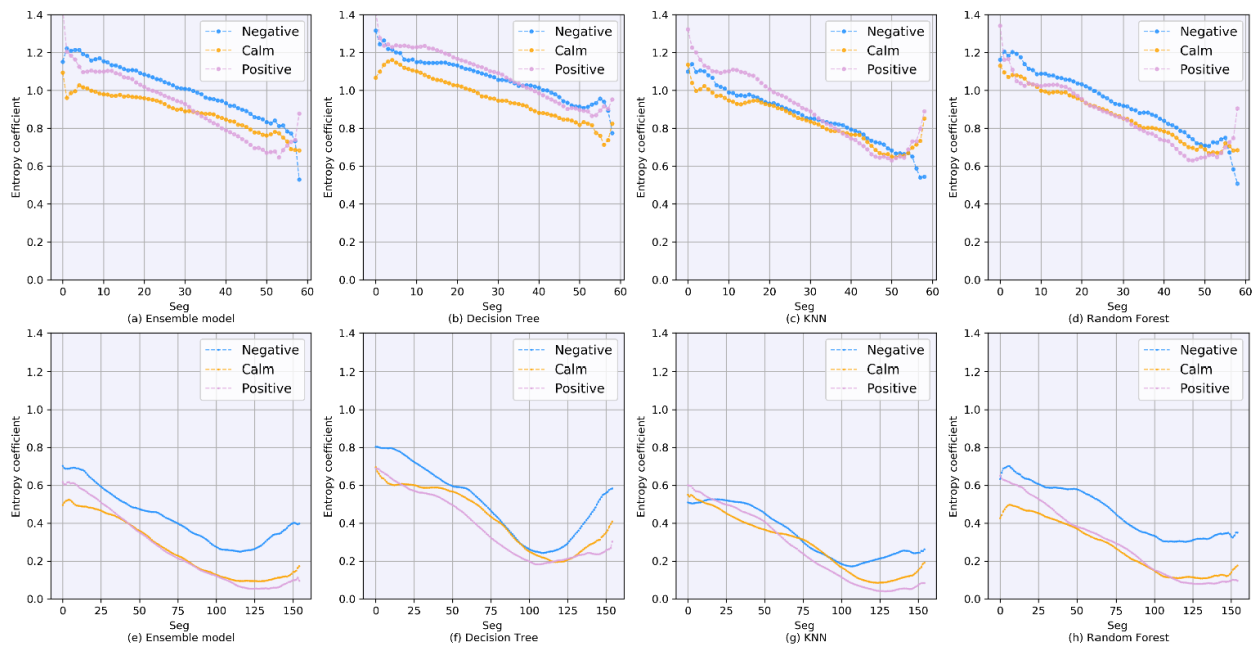 1.4
1.2
1.0
0.8
0.6
0.4
0.2
0.0
Entropy coefficient
0 10 20 30 40 50 60
Seg
Negative
Calm
Positive
(a) Ensemble model
1.4
1.2
1.0
0.8
0.6
0.4
0.2
0.0
Entropy coefficient
0 10 20 30 40 50 60
Seg
Negative
Calm
Positive
(b) Decision Tree
1.4
1.2
1.0
0.8
0.6
0.4
0.2
0.0
Entropy coefficient
0 10 20 30 40 50 60
Seg
Negative
Calm
Positive
(c) KNN
1.4
1.2
1.0
0.8
0.6
0.4
0.2
0.0
Entropy coefficient
0 10 20 30 40 50 60
Seg
Negative
Calm
Positive
(d) Random Forest
1.4
1.2
1.0
0.8
0.6
0.4
0.2
0.0
Entropy coefficient
0 25 50 75 100 125 150
Seg
Negative
Calm
Positive
(e) Ensemble model
1.4
1.2
1.0
0.8
0.6
0.4
0.2
0.0
Entropy coefficient
0 25 50 75 100 125 150
Seg
Negative
Calm
Positive
(f) Decision Tree
1.4
1.2
1.0
0.8
0.6
0.4
0.2
0.0
Entropy coefficient
0 25 50 75 100 125 150
Seg
Negative
Calm
Positive
(g) KNN
1.4
1.2
1.0
0.8
0.6
0.4
0.2
0.0
Entropy coefficient
0 25 50 75 100 125 150
Seg
Negative
Calm
Positive
(h) Random Forest